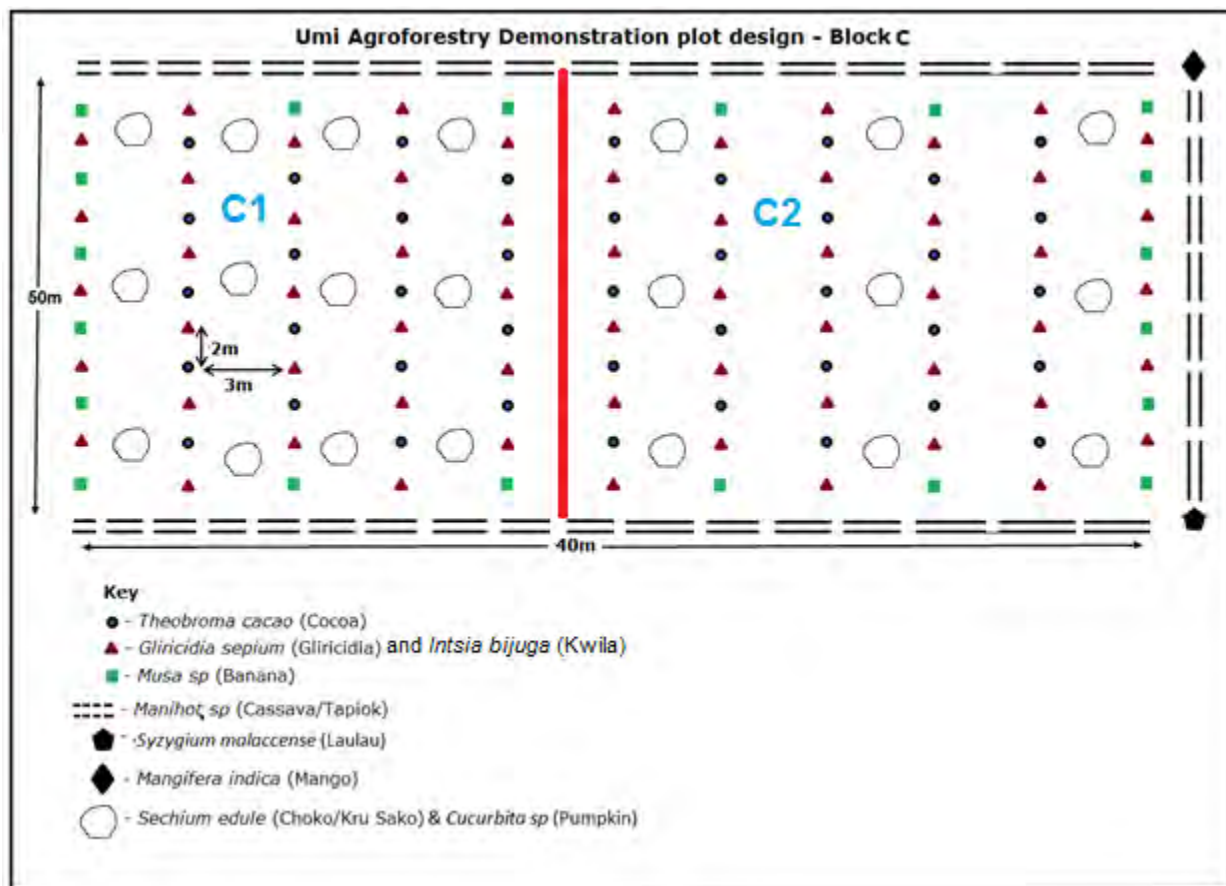 Umi Agroforestry Demonstration plot design - Block C
C1
C2
50m
2m
3m
40m
Key
- Theobroma cacao (Cocoa)
- Gliricidia sepium (Gliricidia) and Intsia bijuga (Kwila)
- Musa sp (Banana)
- Manihot sp (Cassava/Tapiok)
- Syzygium malaccense (Laulau)
- Mangifera indica (Mango)
- Sechium edule (Choko/Kru Sako) & Cucurbita sp (Pumpkin)